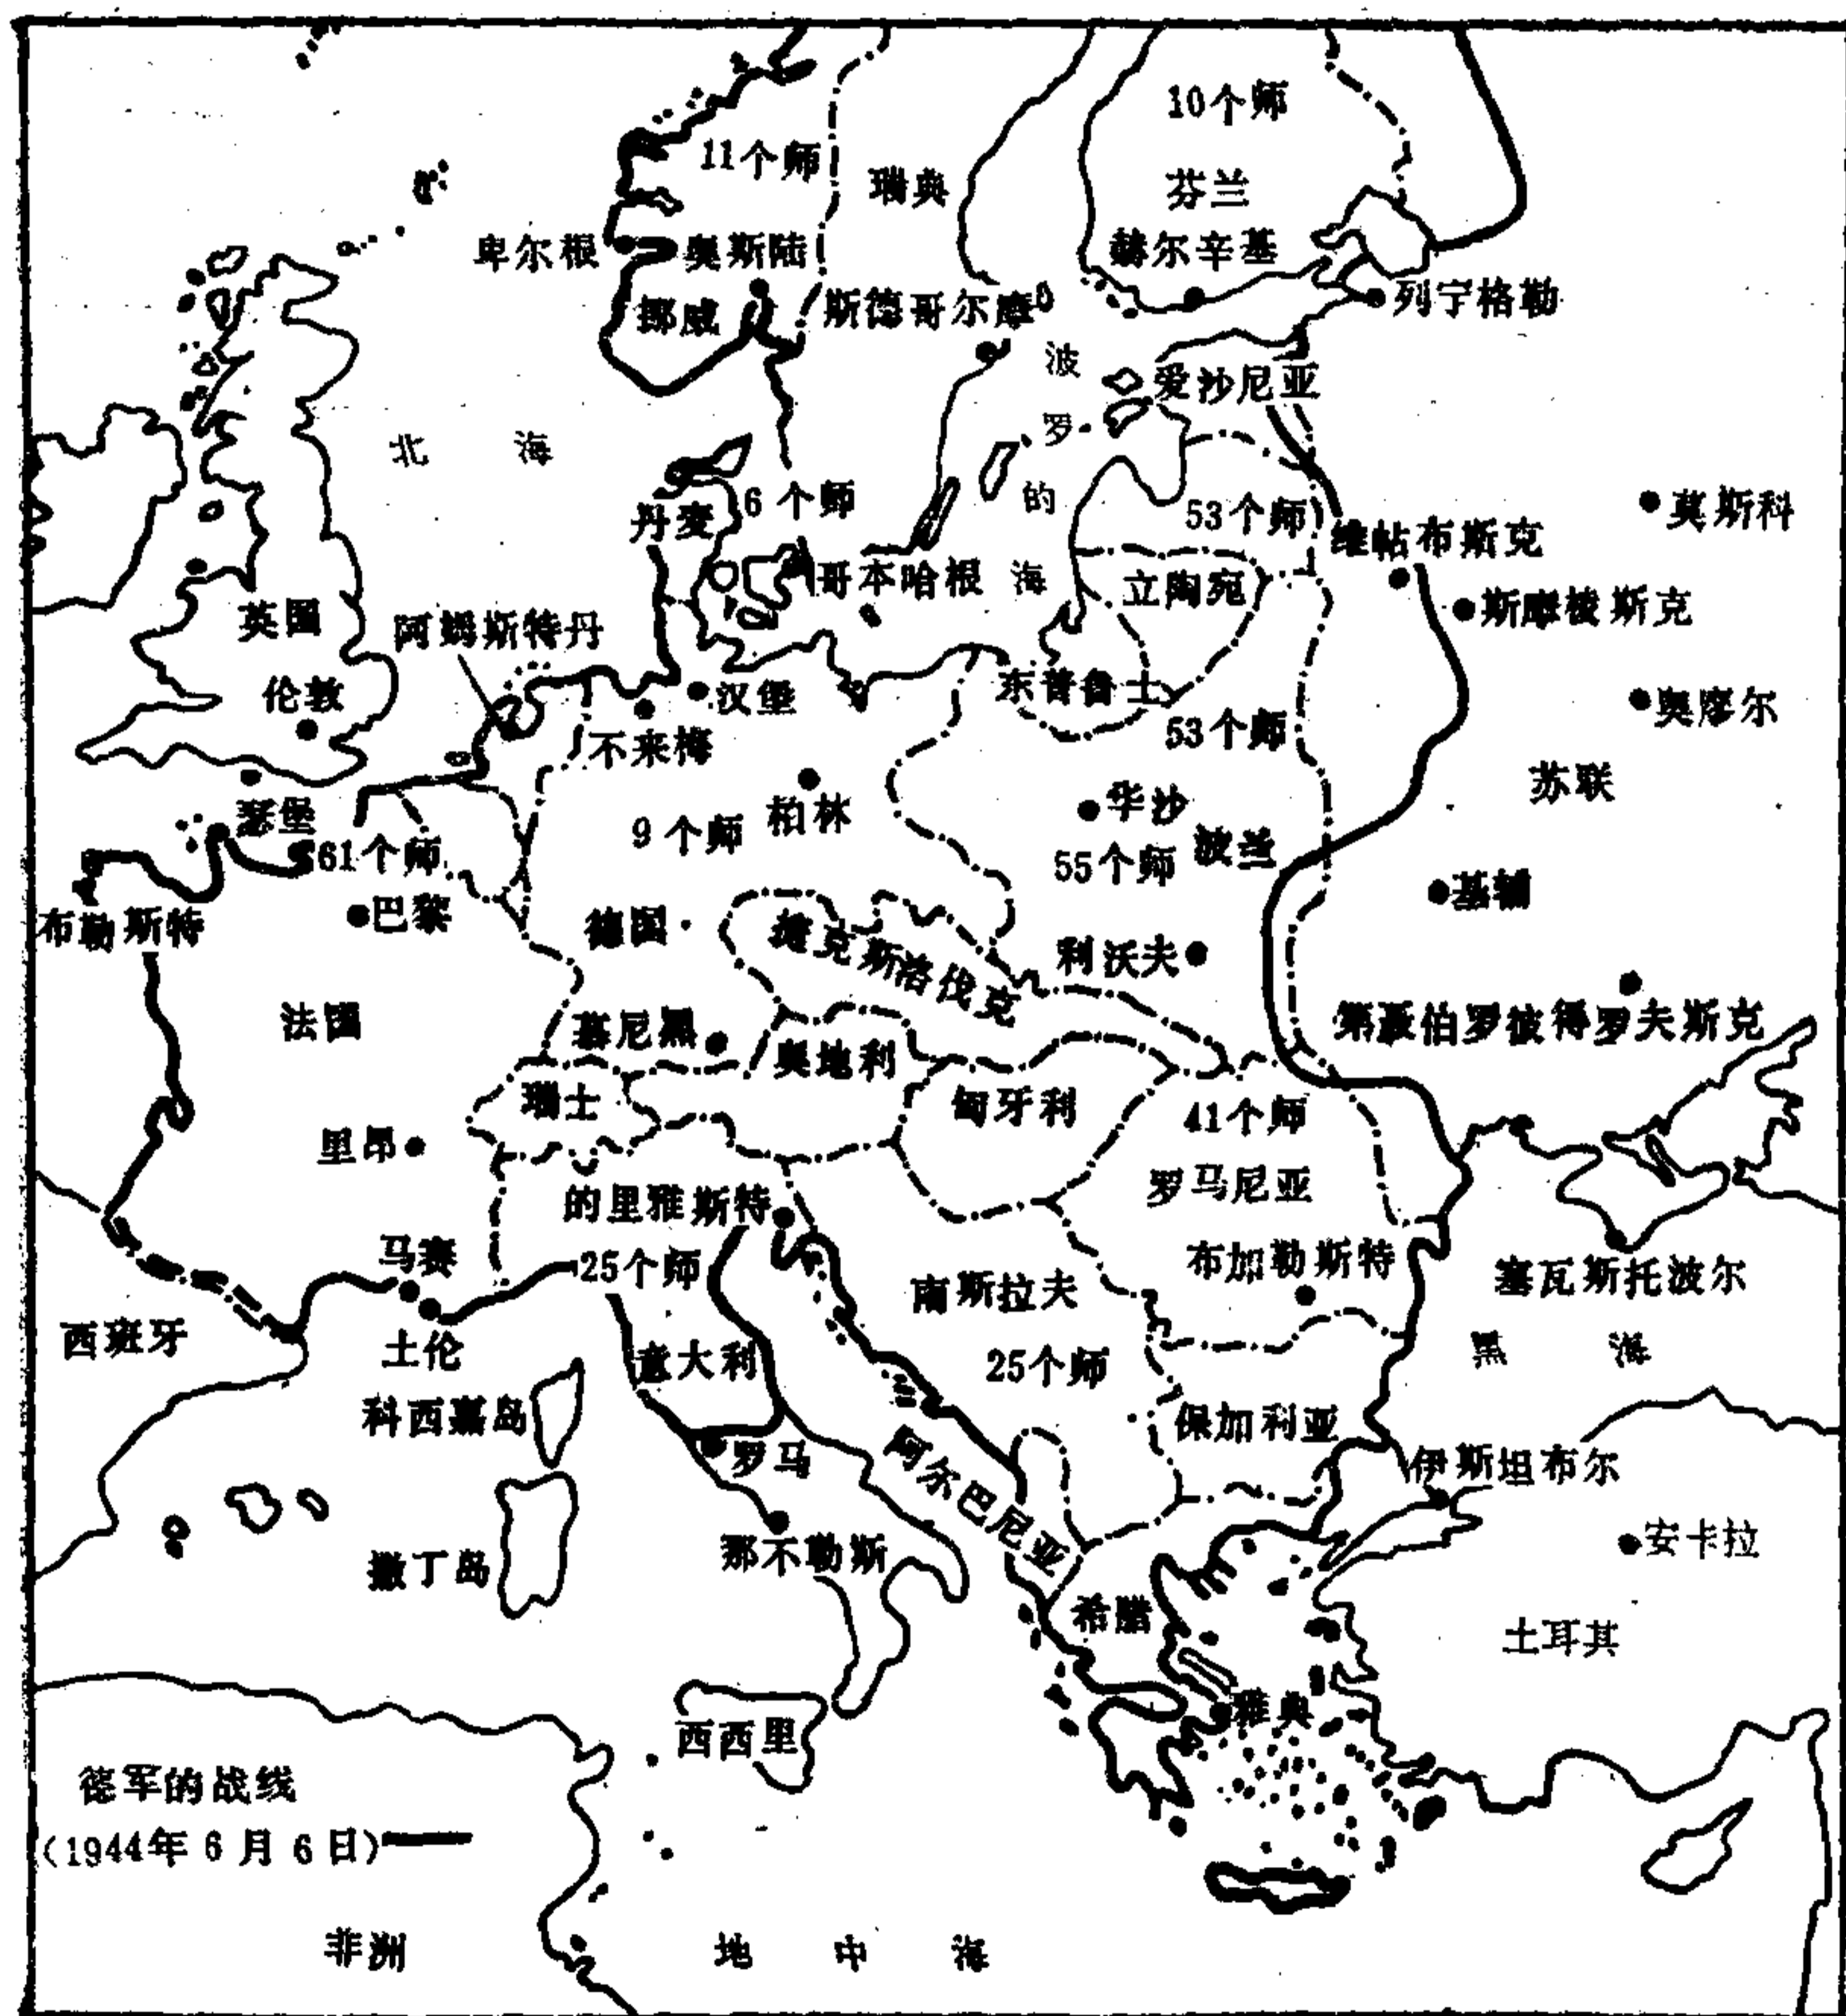 10个师
11个师
瑞典
芬兰
卑尔根
奥斯陆
赫尔辛基
挪威
斯德哥尔摩
列宁格勒
波
罗
的
海
爱沙尼亚
北 海
丹麦
6个师
53个师
莫斯科
维帖布斯克
哥本哈根
立陶宛
斯摩棱斯克
英国
阿姆斯特丹
伦敦
汉堡
东普鲁士
奥廖尔
不来梅
53个师
苏联
瑟堡
柏林
华沙
61个师
9个师
波兰
55个师
基辅
布勒斯特
巴黎
德国
捷克斯洛伐克
利沃夫
法国
慕尼黑
奥地利
第聂伯罗彼得罗夫斯克
瑞士
匈牙利
41个师
里昂
的里雅斯特
罗马尼亚
马赛
25个师
南斯拉夫
布加勒斯特
塞瓦斯托波尔
西班牙
土伦
意大利
25个师
黑 海
科西嘉岛
罗马
阿尔巴尼亚
保加利亚
伊斯坦布尔
撒丁岛
那不勒斯
安卡拉
希腊
土耳其
西西里
雅典
德军的战线
(1944年6月6日)
非洲
地 中 海